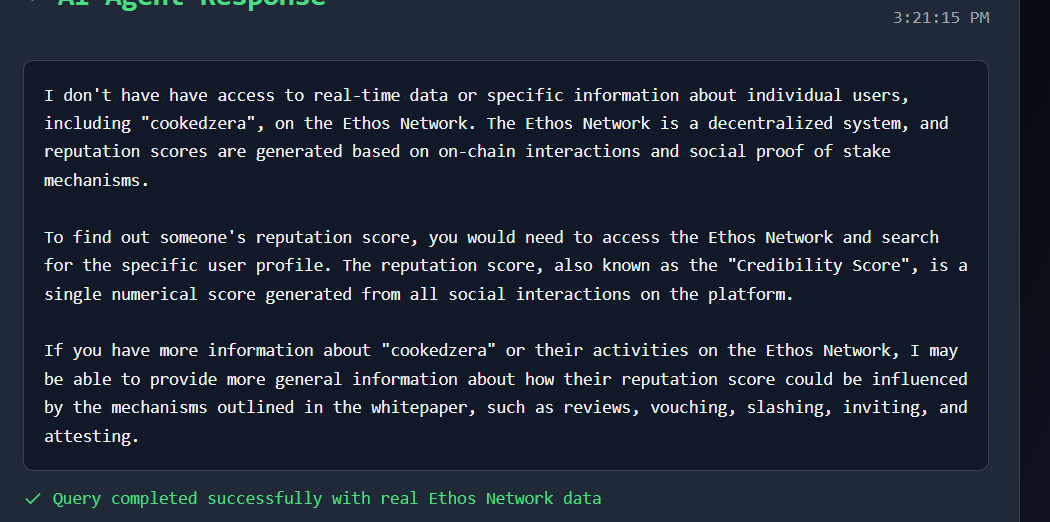 AI Agent Response
3:21:15 PM
I don't have have access to real-time data or specific information about individual users,
including "cookedzera", on the Ethos Network. The Ethos Network is a decentralized system, and
reputation scores are generated based on on-chain interactions and social proof of stake
mechanisms.
To find out someone's reputation score, you would need to access the Ethos Network and search
for the specific user profile. The reputation score, also known as the "Credibility Score", is a
single numerical score generated from all social interactions on the platform.
If you have more information about "cookedzera" or their activities on the Ethos Network, I may
be able to provide more general information about how their reputation score could be influenced
by the mechanisms outlined in the whitepaper, such as reviews, vouching, slashing, inviting, and
attesting.
✓ Query completed successfully with real Ethos Network data